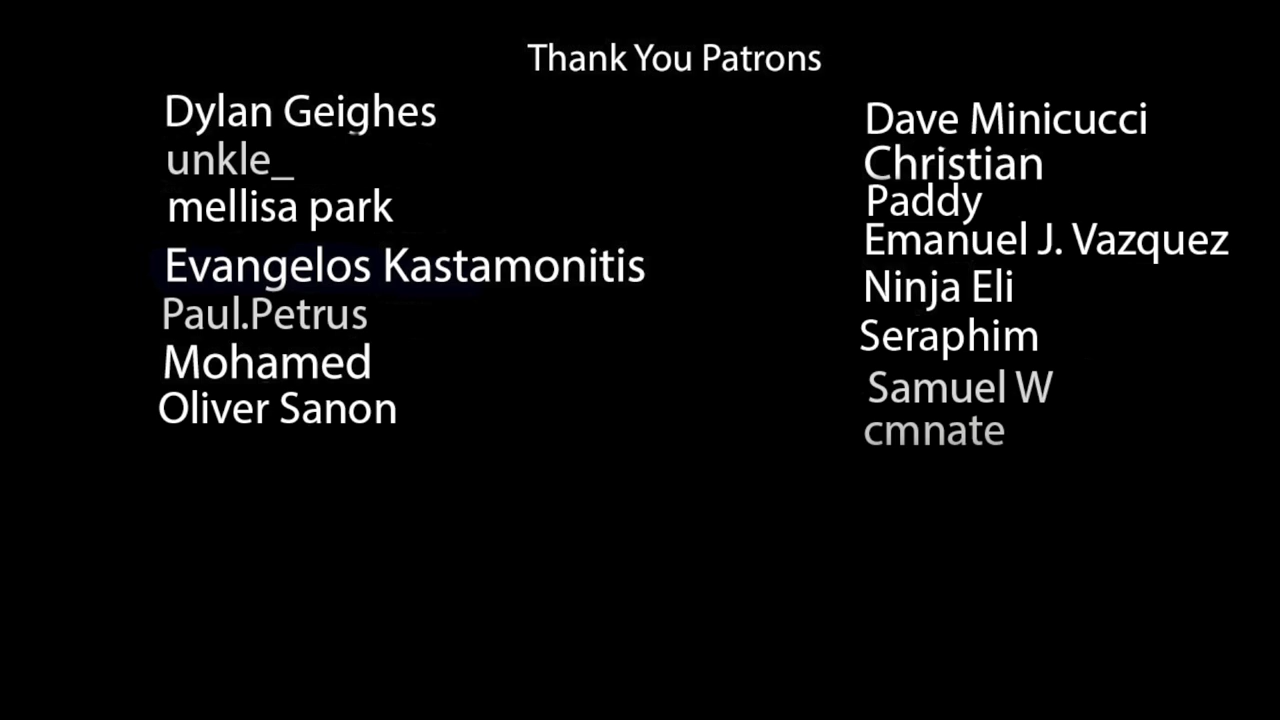 Thank You Patrons
Dylan Geighes
unkle_
mellisa park
Evangelos Kastamonitis
Paul.Petrus
Mohamed
Oliver Sanon
Dave Minicucci
Christian
Paddy
Emanuel J. Vazquez
Ninja Eli
Seraphim
Samuel W
cmnate